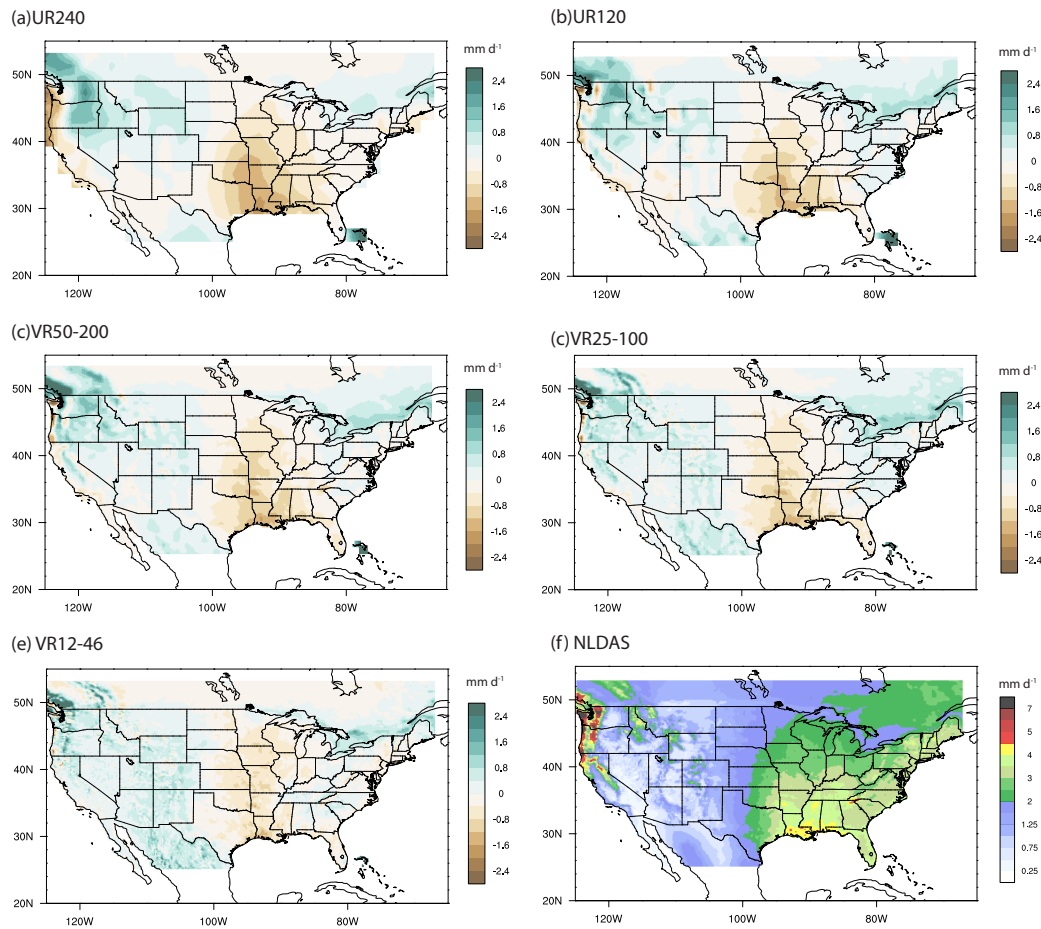 (a)UR240
(b)UR120
mm d⁻¹
mm d⁻¹
50N
40N
30N
20N
120W
100W
80W
2.4
1.6
0.8
0
-0.8
-1.6
-2.4
50N
40N
30N
20N
120W
100W
80W
2.4
1.6
0.8
0
-0.8
-1.6
-2.4
(c)VR50-200
(c)VR25-100
mm d⁻¹
mm d⁻¹
50N
40N
30N
20N
120W
100W
80W
2.4
1.6
0.8
0
-0.8
-1.6
-2.4
50N
40N
30N
20N
120W
100W
80W
2.4
1.6
0.8
0
-0.8
-1.6
-2.4
(e) VR12-46
(f) NLDAS
mm d⁻¹
mm d⁻¹
50N
40N
30N
20N
120W
100W
80W
2.4
1.6
0.8
0
-0.8
-1.6
-2.4
50N
40N
30N
20N
120W
100W
80W
7
5
4
3
2
1.25
0.75
0.25